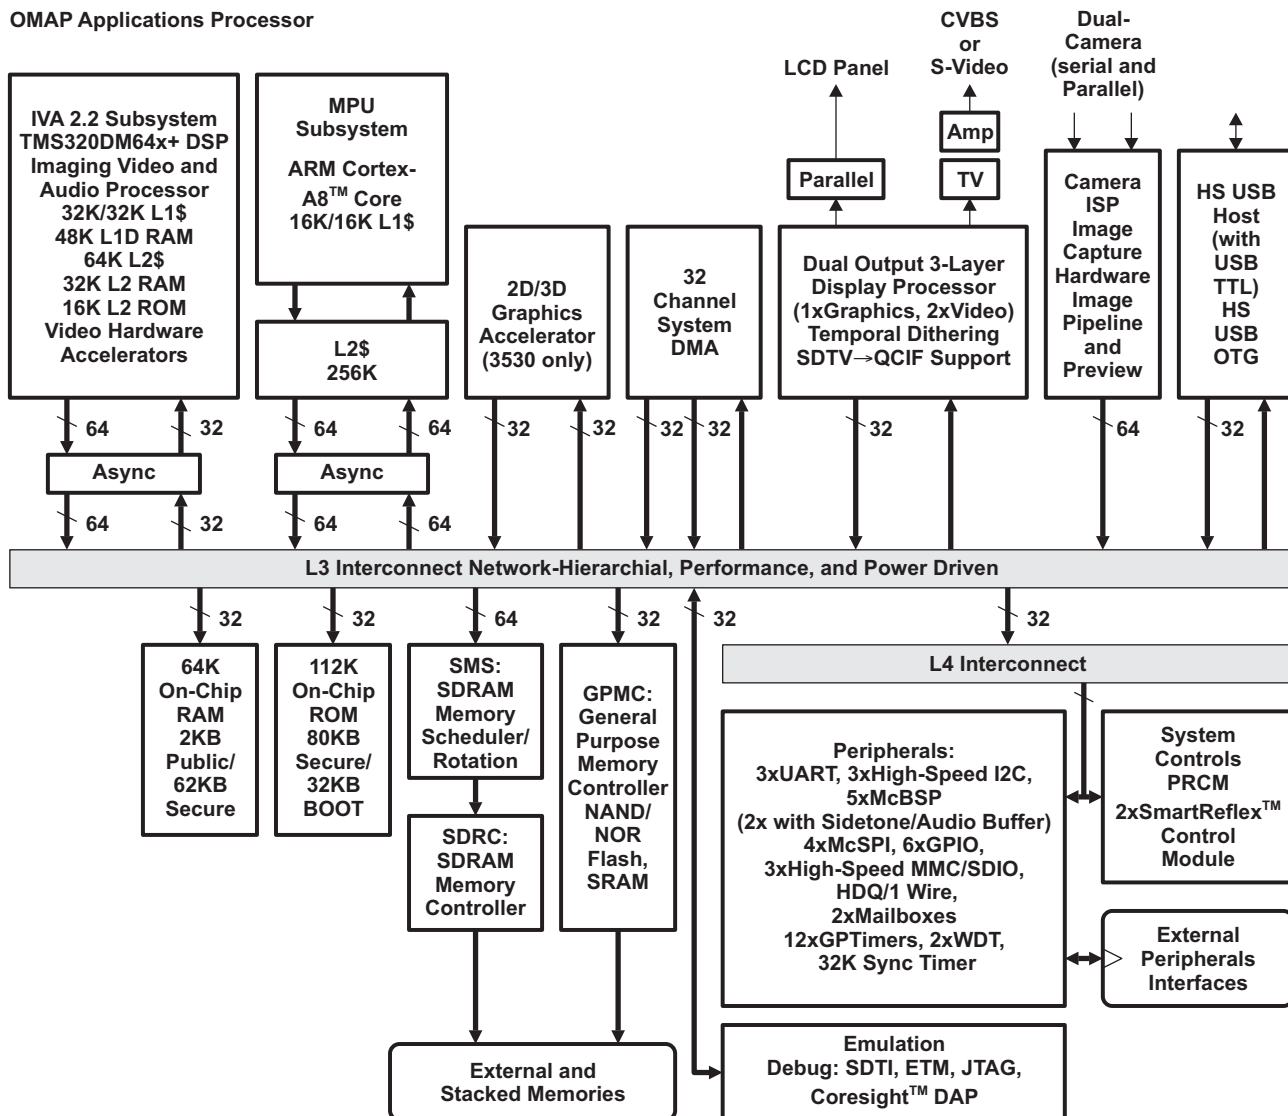 OMAP Applications Processor
LCD Panel
CVBS
or
S-Video
Dual-
Camera
(serial and
Parallel)
Parallel
Amp
TV
IVA 2.2 Subsystem
TMS320DM64x+ DSP
Imaging Video and
Audio Processor
32K/32K L1$
48K L1D RAM
64K L2$
32K L2 RAM
16K L2 ROM
Video Hardware
Accelerators
MPU
Subsystem
ARM Cortex-
A8™ Core
16K/16K L1$
L2$
256K
2D/3D
Graphics
Accelerator
(3530 only)
32
Channel
System
DMA
Dual Output 3-Layer
Display Processor
(1xGraphics, 2xVideo)
Temporal Dithering
SDTV→QCIF Support
Camera
ISP
Image
Capture
Hardware
Image
Pipeline
and
Preview
HS USB
Host
(with
USB
TTL)
HS
USB
OTG
64
32
64
64
32
32
32
32
32
64
32
Async
Async
64
32
64
64
L3 Interconnect Network-Hierarchial, Performance, and Power Driven
32
32
64
32
32
32
64K
On-Chip
RAM
2KB
Public/
62KB
Secure
112K
On-Chip
ROM
80KB
Secure/
32KB
BOOT
SMS:
SDRAM
Memory
Scheduler/
Rotation
SDRC:
SDRAM
Memory
Controller
GPMC:
General
Purpose
Memory
Controller
NAND/
NOR
Flash,
SRAM
L4 Interconnect
Peripherals:
3xUART, 3xHigh-Speed I2C,
5xMcBSP
(2x with Sidetone/Audio Buffer)
4xMcSPI, 6xGPIO,
3xHigh-Speed MMC/SDIO,
HDQ/1 Wire,
2xMailboxes
12xGPTimers, 2xWDT,
32K Sync Timer
System
Controls
PRCM
2xSmartReflex™
Control
Module
External
Peripherals
Interfaces
External and
Stacked Memories
Emulation
Debug: SDTI, ETM, JTAG,
Coresight™ DAP